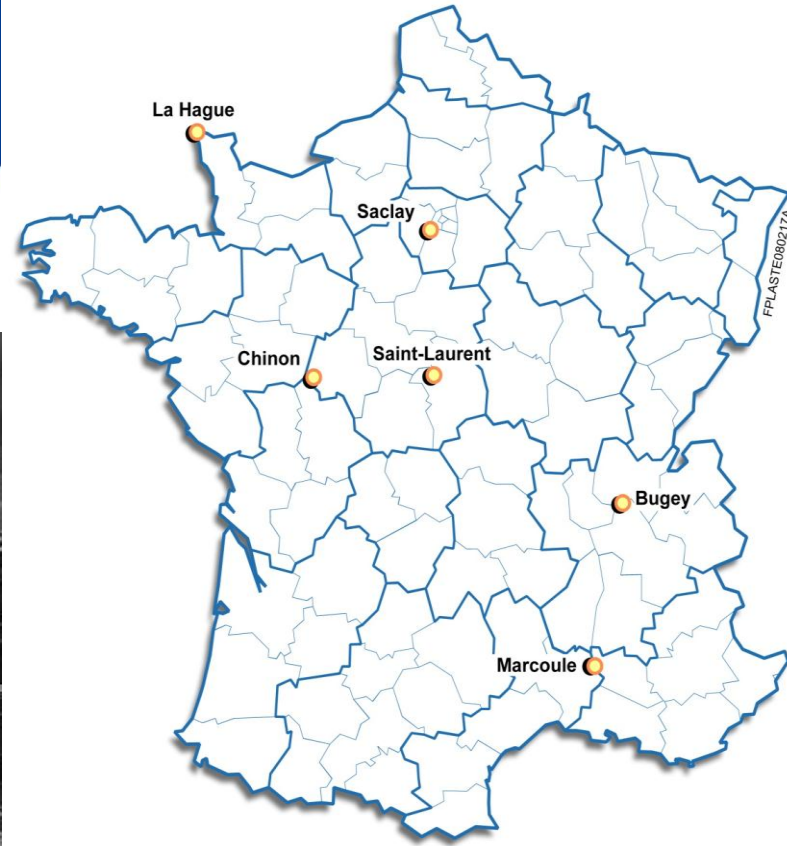 La Hague
Saclay
FPLASTE080217A
Chinon
Saint-Laurent
Bugey
Marcoule